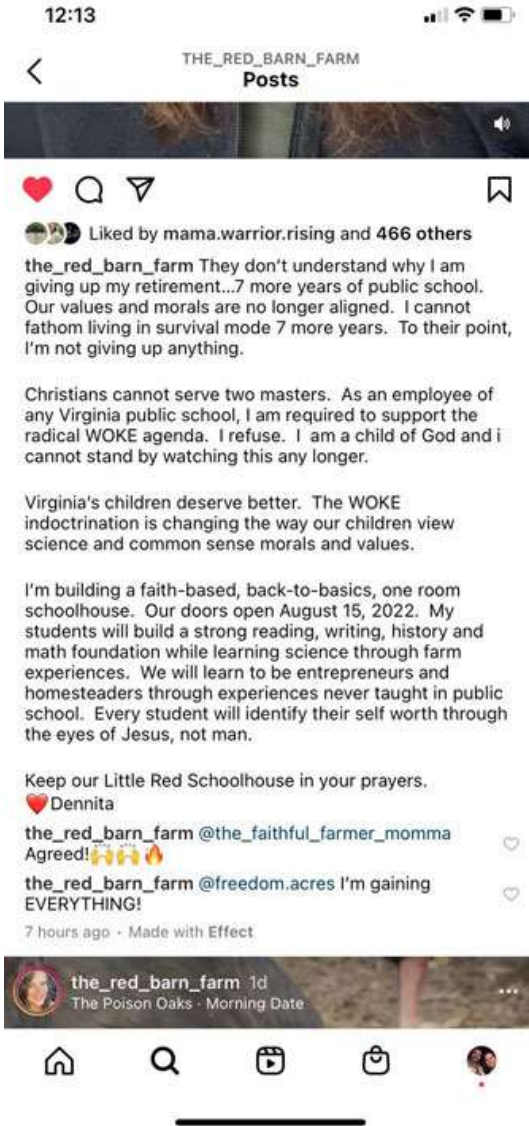 12:13
THE_RED_BARN_FARM
Posts
Liked by mama.warrior.rising and 466 others
the_red_barn_farm They don't understand why I am
giving up my retirement...7 more years of public school.
Our values and morals are no longer aligned.  I cannot
fathom living in survival mode 7 more years.  To their point,
I'm not giving up anything.
Christians cannot serve two masters.  As an employee of
any Virginia public school, I am required to support the
radical WOKE agenda.  I refuse.  I  am a child of God and i
cannot stand by watching this any longer.
Virginia's children deserve better.  The WOKE
indoctrination is changing the way our children view
science and common sense morals and values.
I'm building a faith-based, back-to-basics, one room
schoolhouse.  Our doors open August 15, 2022.  My
students will build a strong reading, writing, history and
math foundation while learning science through farm
experiences.  We will learn to be entrepreneurs and
homesteaders through experiences never taught in public
school.  Every student will identify their self worth through
the eyes of Jesus, not man.
Keep our Little Red Schoolhouse in your prayers.
❤️Dennita
the_red_barn_farm @the_faithful_farmer_momma
Agreed!🙌🙌🔥
the_red_barn_farm @freedom.acres I'm gaining
EVERYTHING!
7 hours ago · Made with Effect
the_red_barn_farm 1d
The Poison Oaks · Morning Date